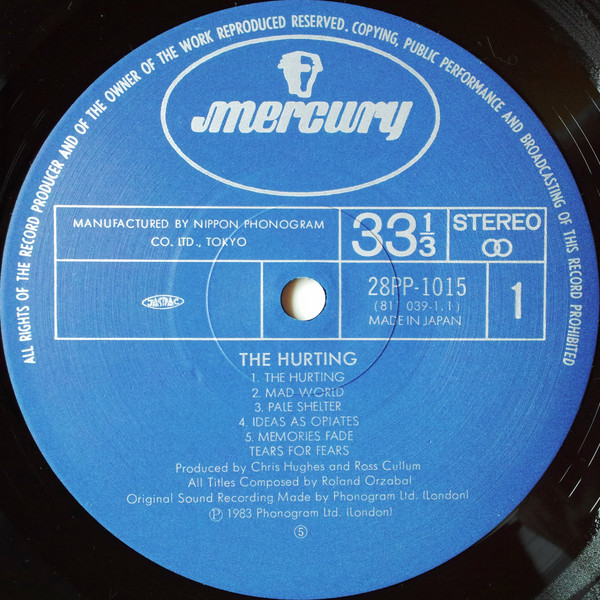 ALL RIGHTS OF THE RECORD PRODUCER AND OF THE OWNER OF THE WORK REPRODUCED RESERVED. COPYING, PUBLIC PERFORMANCE AND BROADCASTING OF THIS RECORD PROHIBITED
mercury
MANUFACTURED BY NIPPON PHONOGRAM
CO. LTD., TOKYO
33 1/3
STEREO
JASRAC
28PP-1015
(811 039-1.1)
MADE IN JAPAN
1
THE HURTING
1. THE HURTING
2. MAD WORLD
3. PALE SHELTER
4. IDEAS AS OPIATES
5. MEMORIES FADE
TEARS FOR FEARS
Produced by Chris Hughes and Ross Cullum
All Titles Composed by Roland Orzabal
Original Sound Recording Made by Phonogram Ltd. (London)
Ⓟ 1983 Phonogram Ltd. (London)
⑤